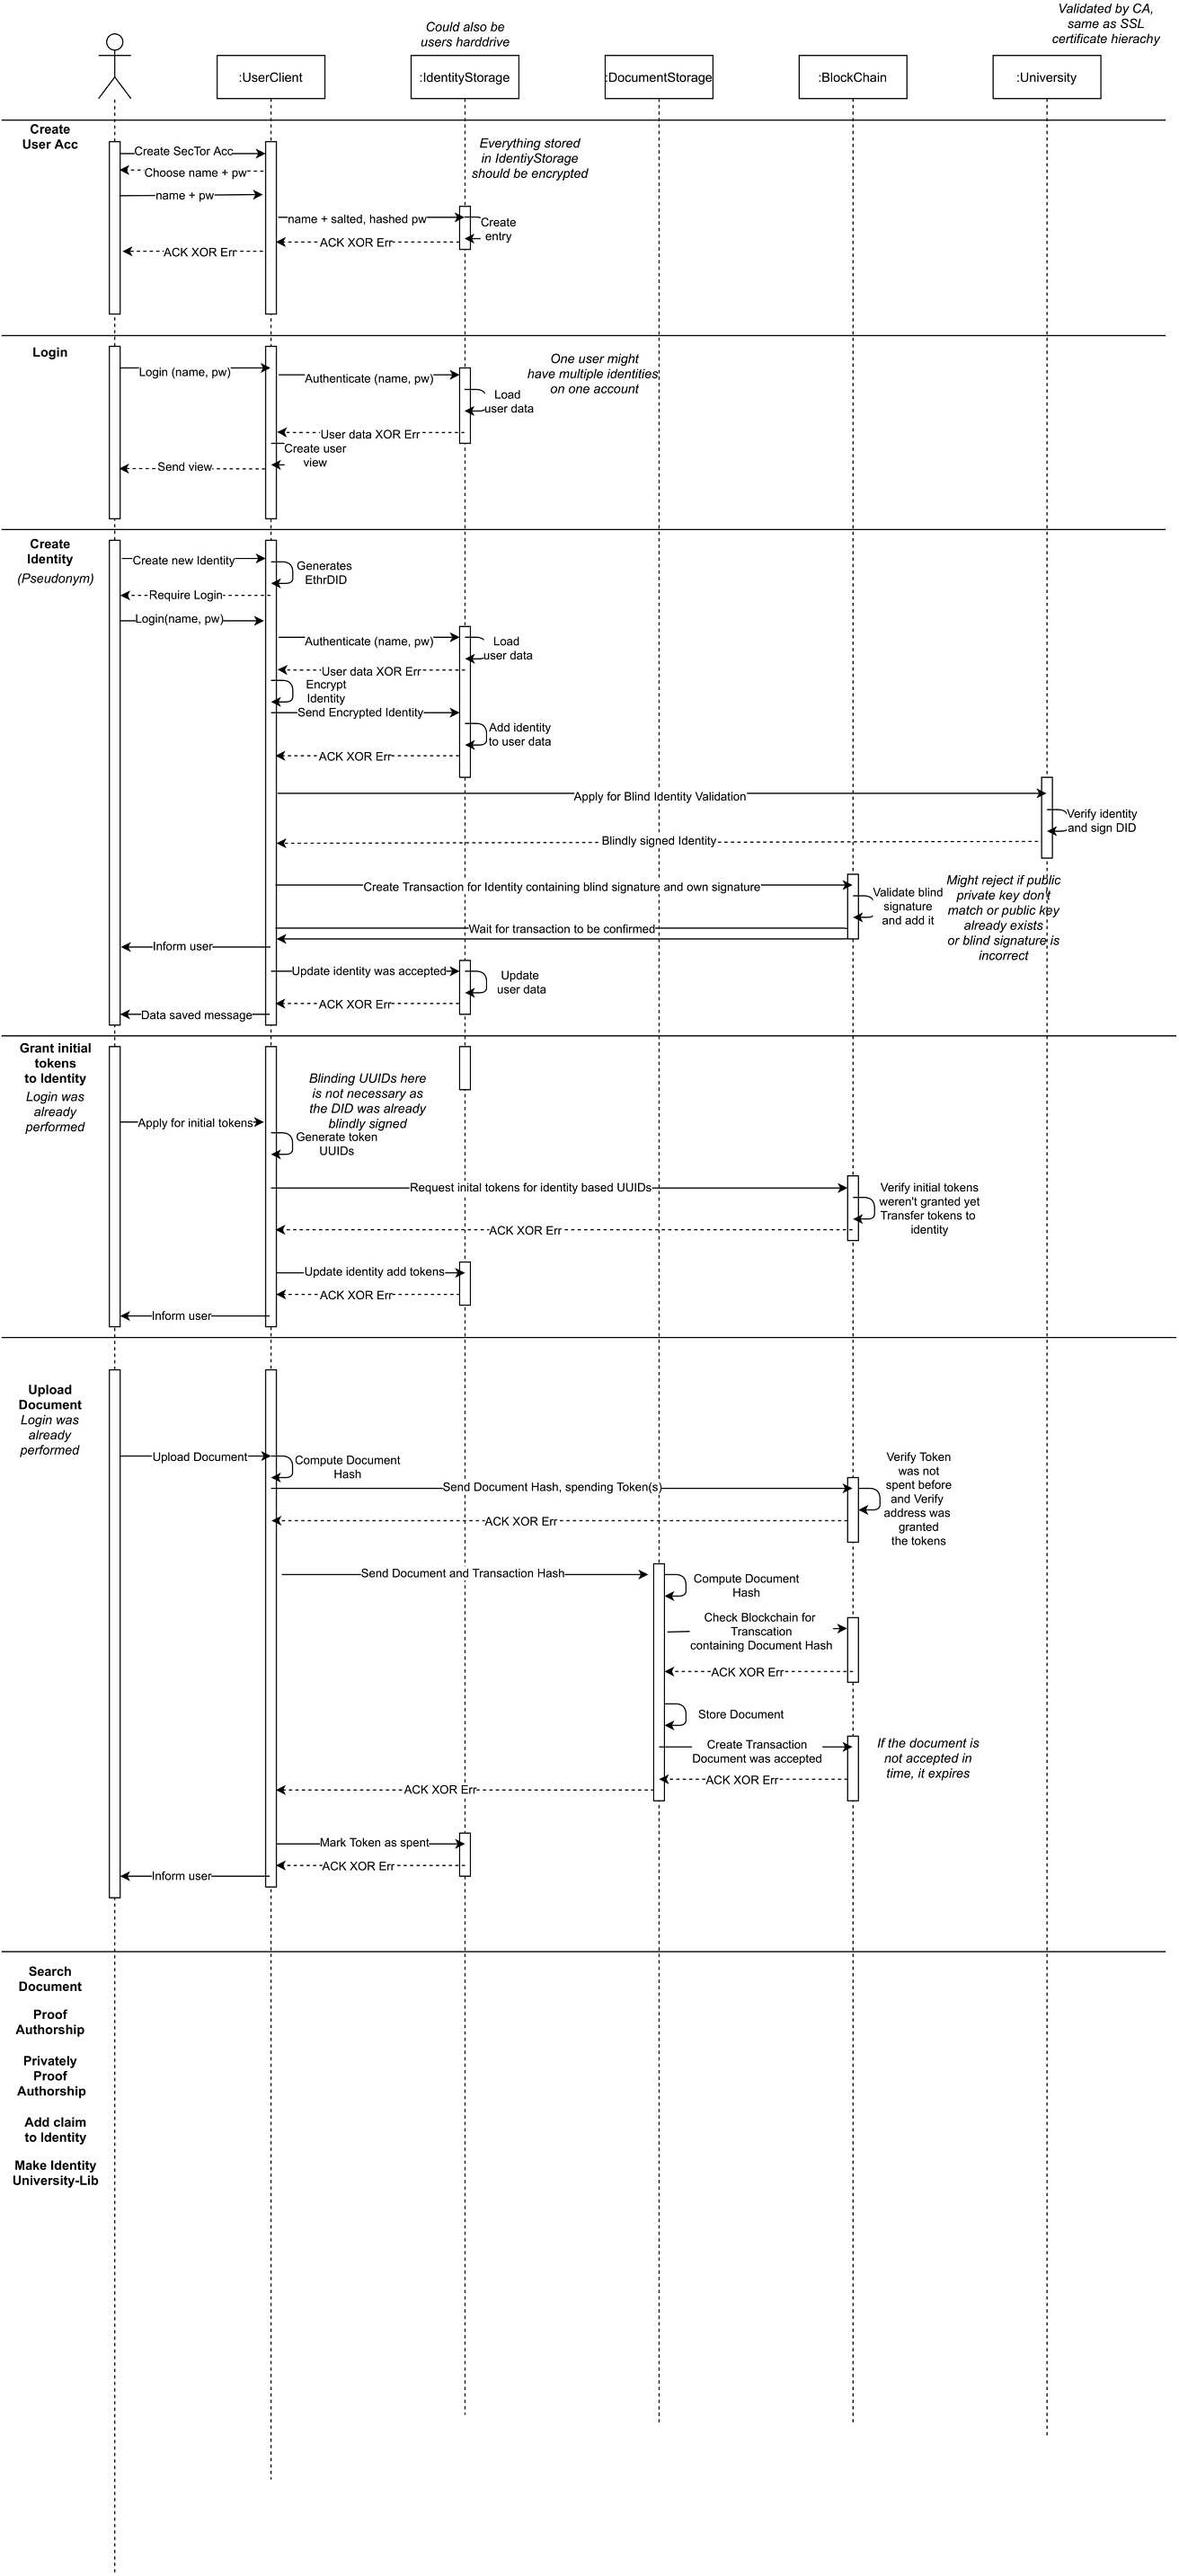 Could also be
users harddrive
Validated by CA,
same as SSL
certificate hierachy
:UserClient
:IdentityStorage
:DocumentStorage
:BlockChain
:University
Create
User Acc
Create SecTor Acc
Choose name + pw
name + pw
Everything stored
in IdentiyStorage
should be encrypted
name + salted, hashed pw
Create
entry
ACK XOR Err
ACK XOR Err
Login
One user might
have multiple identities
on one account
Login (name, pw)
Authenticate (name, pw)
Load
user data
User data XOR Err
Create user
view
Send view
Create
Identity
(Pseudonym)
Create new Identity
Generates
EthrDID
Require Login
Login(name, pw)
Authenticate (name, pw)
Load
user data
User data XOR Err
Encrypt
Identity
Send Encrypted Identity
Add identity
to user data
ACK XOR Err
Apply for Blind Identity Validation
Verify identity
and sign DID
Blindly signed Identity
Create Transaction for Identity containing blind signature and own signature
Validate blind
signature
and add it
Might reject if public
private key don't
match or public key
already exists
or blind signature is
incorrect
Wait for transaction to be confirmed
Inform user
Update identity was accepted
Update
user data
ACK XOR Err
Data saved message
Grant initial
tokens
to Identity
Login was
already
performed
Blinding UUIDs here
is not necessary as
the DID was already
blindly signed
Apply for initial tokens
Generate token
UUIDs
Request inital tokens for identity based UUIDs
Verify initial tokens
weren't granted yet
Transfer tokens to
identity
ACK XOR Err
Update identity add tokens
ACK XOR Err
Inform user
Upload
Document
Login was
already
performed
Upload Document
Compute Document
Hash
Send Document Hash, spending Token(s)
Verify Token
was not
spent before
and Verify
address was
granted
the tokens
ACK XOR Err
Send Document and Transaction Hash
Compute Document
Hash
Check Blockchain for
Transcation
containing Document Hash
ACK XOR Err
Store Document
Create Transaction
Document was accepted
If the document is
not accepted in
time, it expires
ACK XOR Err
ACK XOR Err
Mark Token as spent
ACK XOR Err
Inform user
Search
Document
Proof
Authorship
Privately
Proof
Authorship
Add claim
to Identity
Make Identity
University-Lib